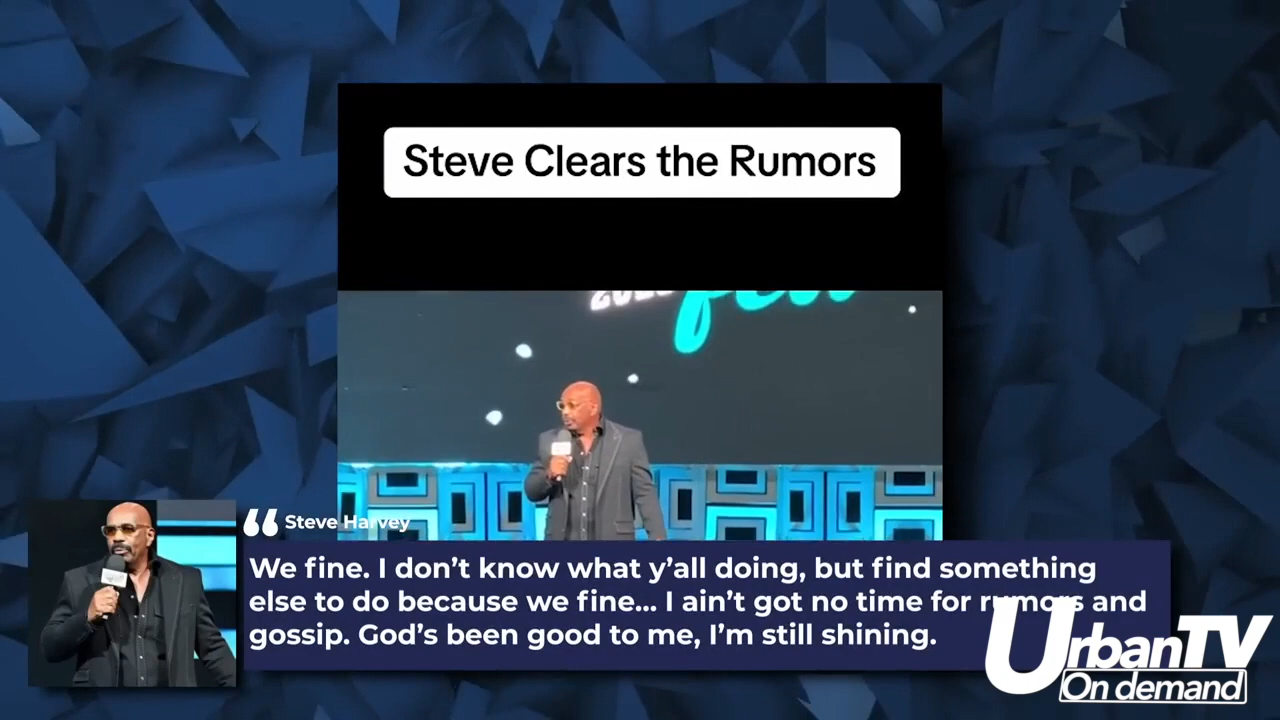 Steve Clears the Rumors
Steve Harvey
We fine. I don't know what y'all doing, but find something
else to do because we fine... I ain't got no time for rumors and
gossip. God's been good to me, I'm still shining.
UrbanTV
On demand